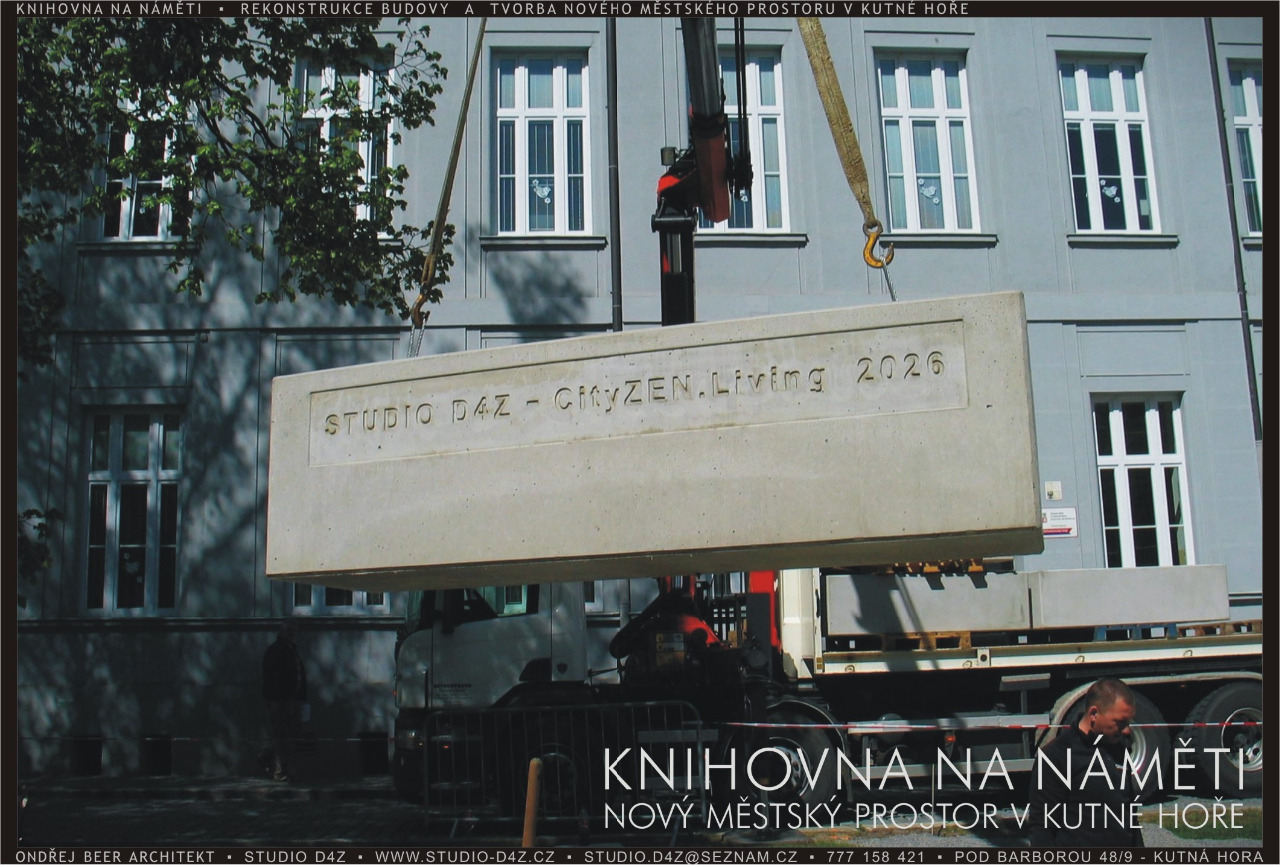 KNIHOVNA NA NÁMĚTI ▪ REKONSTRUKCE BUDOVY A TVORBA NOVÉHO MĚSTSKÉHO PROSTORU V KUTNÉ HOŘE
STUDIO D4Z – CityZEN.Living 2026
KNIHOVNA NA NÁMĚTI
NOVÝ MĚSTSKÝ PROSTOR V KUTNÉ HOŘE
ONDŘEJ BEER ARCHITEKT ▪ STUDIO D4Z ▪ WWW.STUDIO-D4Z.CZ ▪ STUDIO.D4Z@SEZNAM.CZ ▪ 777 158 421 ▪ POD BARBOROU 48/9 - KUTNÁ HORA